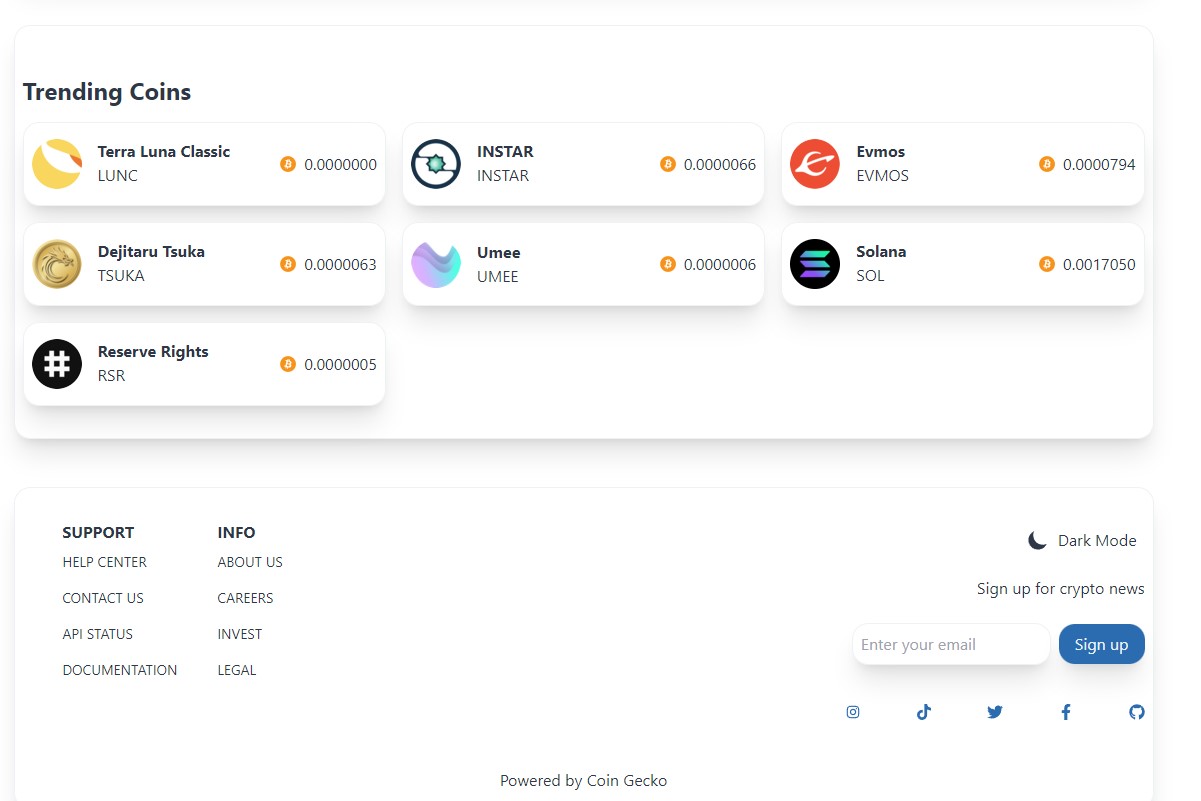 Trending Coins
Terra Luna Classic
LUNC
0.0000000
INSTAR
INSTAR
0.0000066
Evmos
EVMOS
0.0000794
Dejitaru Tsuka
TSUKA
0.0000063
Umee
UMEE
0.0000006
Solana
SOL
0.0017050
Reserve Rights
RSR
0.0000005
SUPPORT
HELP CENTER
CONTACT US
API STATUS
DOCUMENTATION
INFO
ABOUT US
CAREERS
INVEST
LEGAL
Dark Mode
Sign up for crypto news
Enter your email
Sign up
Powered by Coin Gecko